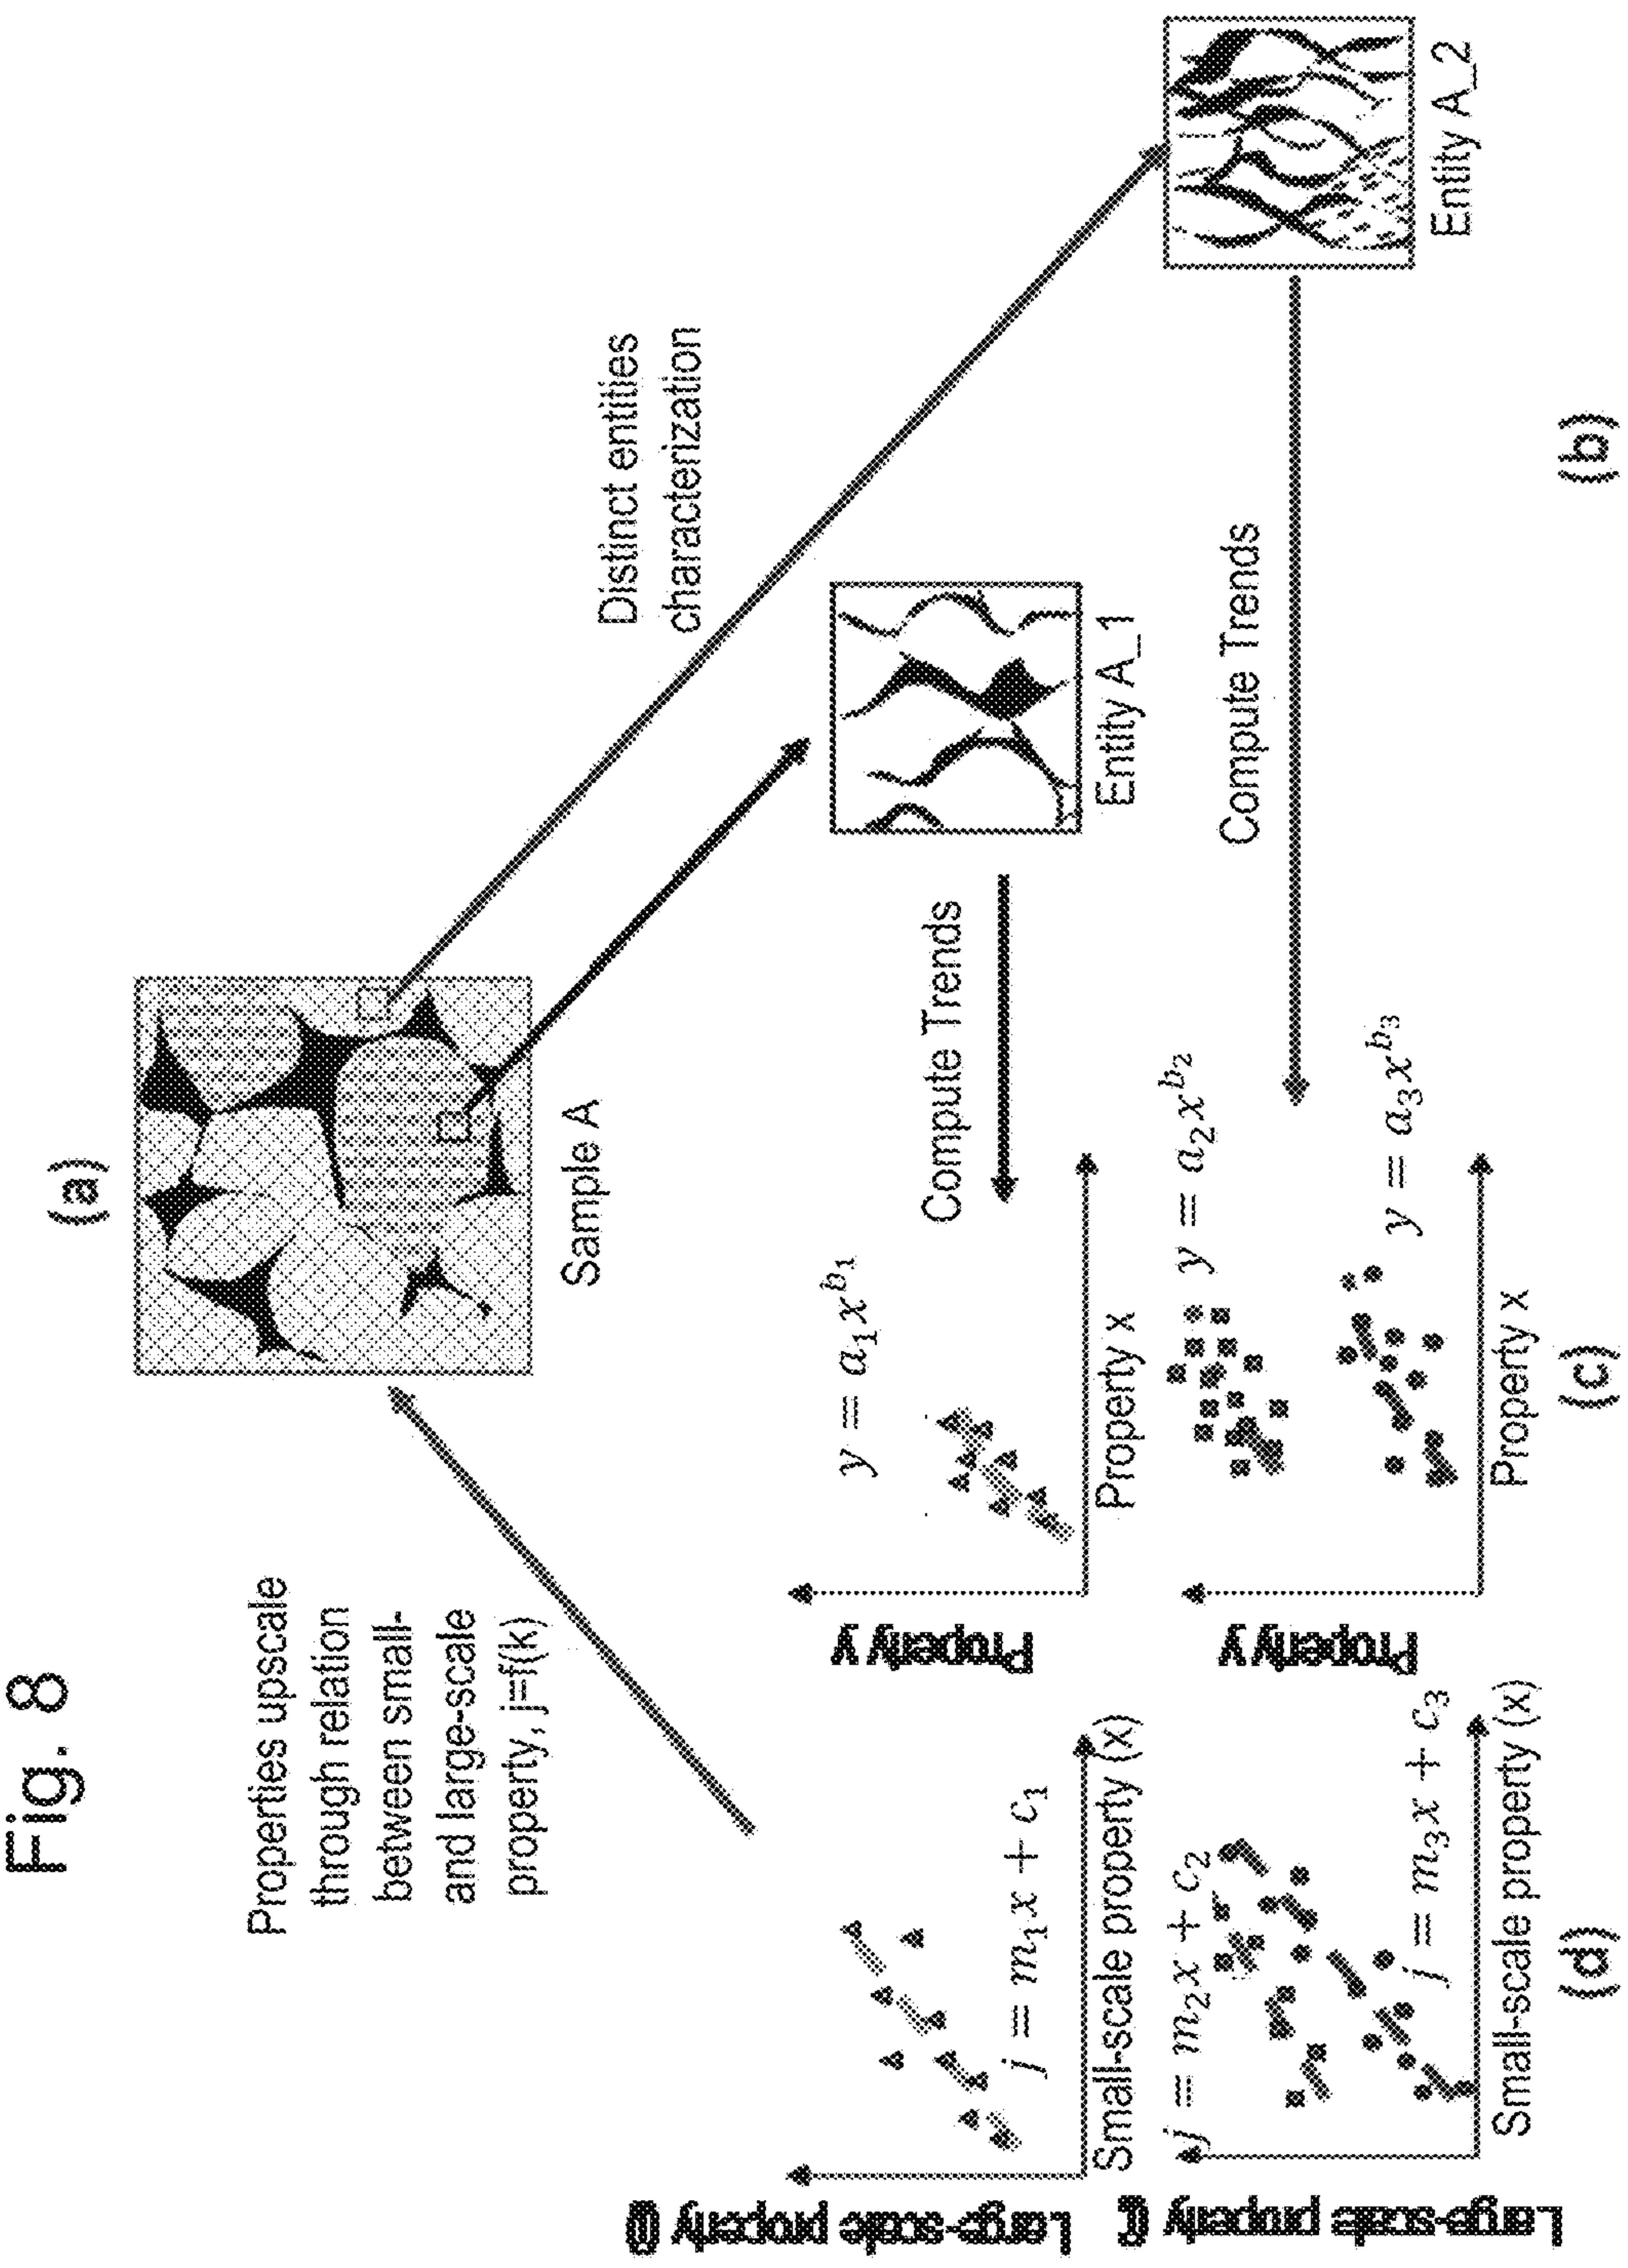 Fig. 8
(a)
Properties upscale
through relation
between small-
and large-scale
property, j=f(k)
Sample A
Distinct entities
characterization
Large-scale property (j)
j = m₁x + c₁
Small-scale property (x)
Property y
y = a₁x^b₁
Property x
Compute Trends
Entity A_1
Large-scale property (j)
j = m₂x + c₂
j = m₃x + c₃
Small-scale property (x)
Property y
y = a₂x^b₂
y = a₃x^b₃
Property x
Compute Trends
Entity A_2
(d)
(c)
(b)